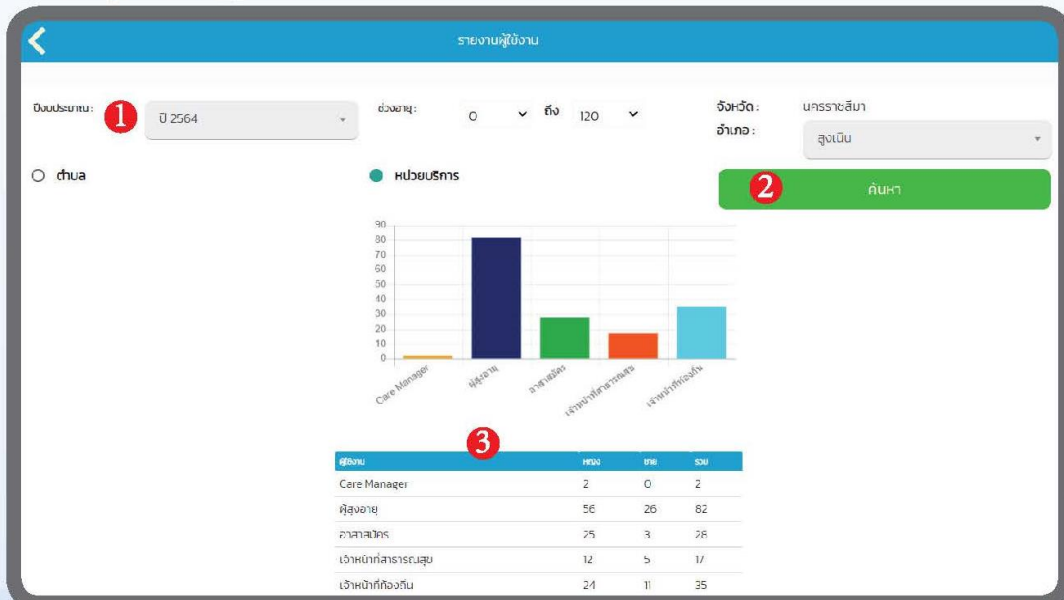 รายงานผู้ใช้งาน
ปีงบประมาณ : 1 ปี 2564 ช่วงอายุ : 0 ถึง 120 จังหวัด : นครราชสีมา
อำเภอ : สูงเนิน
ตำบล หน่วยบริการ 2 ค้นหา
90
80
70
60
50
40
30
20
10
0
Care Manager ผู้สูงอายุ อาสาสมัคร เจ้าหน้าที่สาธารณสุข เจ้าหน้าที่ท้องถิ่น
3
ผู้ใช้งาน หญิง ชาย รวม
Care Manager 2 0 2
ผู้สูงอายุ 56 26 82
อาสาสมัคร 25 3 28
เจ้าหน้าที่สาธารณสุข 12 5 17
เจ้าหน้าที่ท้องถิ่น 24 11 35